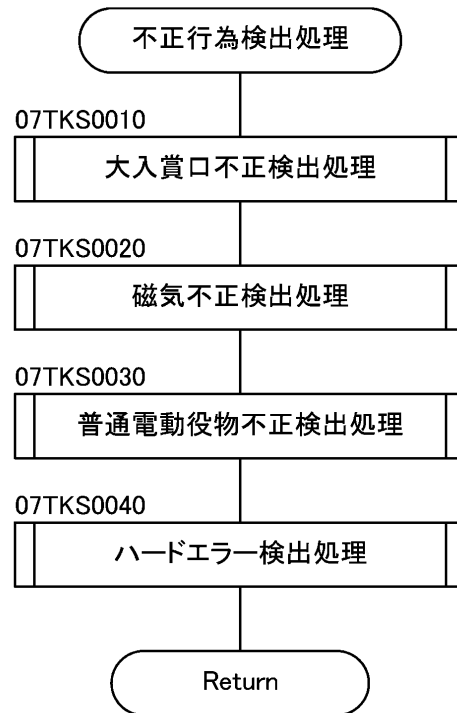 不正行為検出処理
07TKS0010
大入賞口不正検出処理
07TKS0020
磁気不正検出処理
07TKS0030
普通電動役物不正検出処理
07TKS0040
ハードエラー検出処理
Return